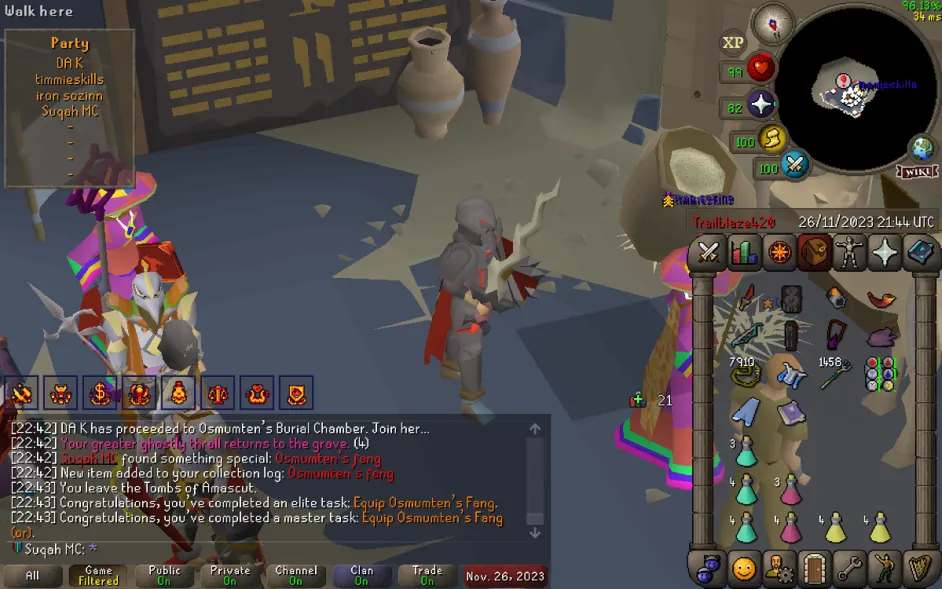 Walk here
Party
DA K
timmieskills
iron sozinn
Suqah MC
-
-
-
-
98.13%
34 ms
XP
99
82
100
100
WIKI
Trailblaze420
26/11/2023 21:44 UTC
7910
1458
3
4
3
4
4
4
4
21
[22:42] DA K has proceeded to Osmumten's Burial Chamber. Join her...
[22:42] Your greater ghostly thrall returns to the grave. (4)
[22:42] Suqah MC found something special: Osmumten's fang
[22:42] New item added to your collection log: Osmumten's fang
[22:43] You leave the Tombs of Amascut.
[22:43] Congratulations, you've completed an elite task: Equip Osmumten's Fang.
[22:43] Congratulations, you've completed a master task: Equip Osmumten's Fang
(or).
Suqah MC: *
All
Game
Filtered
Public
On
Private
On
Channel
On
Clan
On
Trade
On
Nov. 26, 2023